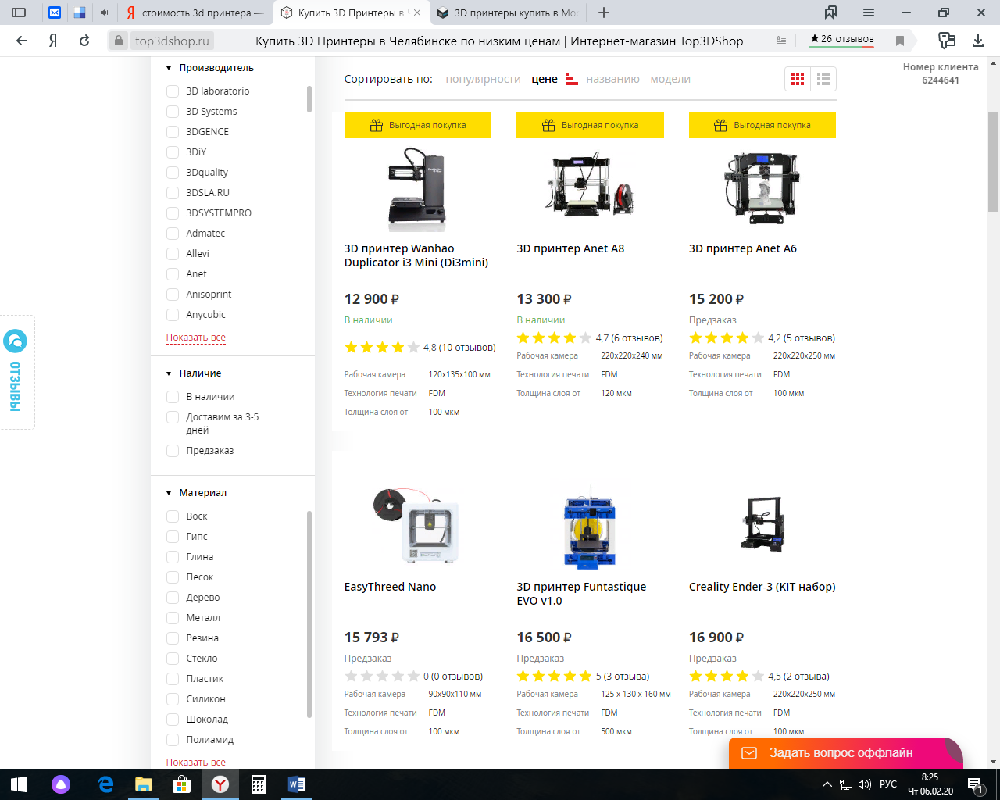 стоимость 3d принтера —
Купить 3D Принтеры в Ч
3D принтеры купить в Мо
top3dshop.ru
Купить 3D Принтеры в Челябинске по низким ценам | Интернет-магазин Top3DShop
★26 отзывов
Номер клиента
6244641
Производитель
3D laboratorio
3D Systems
3DGENCE
3DiY
3Dquality
3DSLA.RU
3DSYSTEMPRO
Admatec
Allevi
Anet
Anisoprint
Anycubic
Показать все
Наличие
В наличии
Доставим за 3-5
дней
Предзаказ
Материал
Воск
Гипс
Глина
Песок
Дерево
Металл
Резина
Стекло
Пластик
Силикон
Шоколад
Полиамид
Показать все
ОТЗЫВЫ
Сортировать по: популярности цене названию модели
Выгодная покупка
3D принтер Wanhao
Duplicator i3 Mini (Di3mini)
12 900 ₽
В наличии
4,8 (10 отзывов)
Рабочая камера 120x135x100 мм
Технология печати FDM
Толщина слоя от 100 мкм
Выгодная покупка
3D принтер Anet A8
13 300 ₽
В наличии
4,7 (6 отзывов)
Рабочая камера 220x220x240 мм
Технология печати FDM
Толщина слоя от 120 мкм
Выгодная покупка
3D принтер Anet A6
15 200 ₽
Предзаказ
4,2 (5 отзывов)
Рабочая камера 220x220x250 мм
Технология печати FDM
Толщина слоя от 100 мкм
EasyThreed Nano
15 793 ₽
Предзаказ
0 (0 отзывов)
Рабочая камера 90x90x110 мм
Технология печати FDM
Толщина слоя от 100 мкм
3D принтер Funtastique
EVO v1.0
16 500 ₽
Предзаказ
5 (3 отзыва)
Рабочая камера 125 x 130 x 160 мм
Технология печати FDM
Толщина слоя от 500 мкм
Creality Ender-3 (KIT набор)
16 900 ₽
Предзаказ
4,5 (2 отзыва)
Рабочая камера 220x220x250 мм
Технология печати FDM
Толщина слоя от 100 мкм
Задать вопрос оффлайн
РУС
8:25
Чт 06.02.20
1